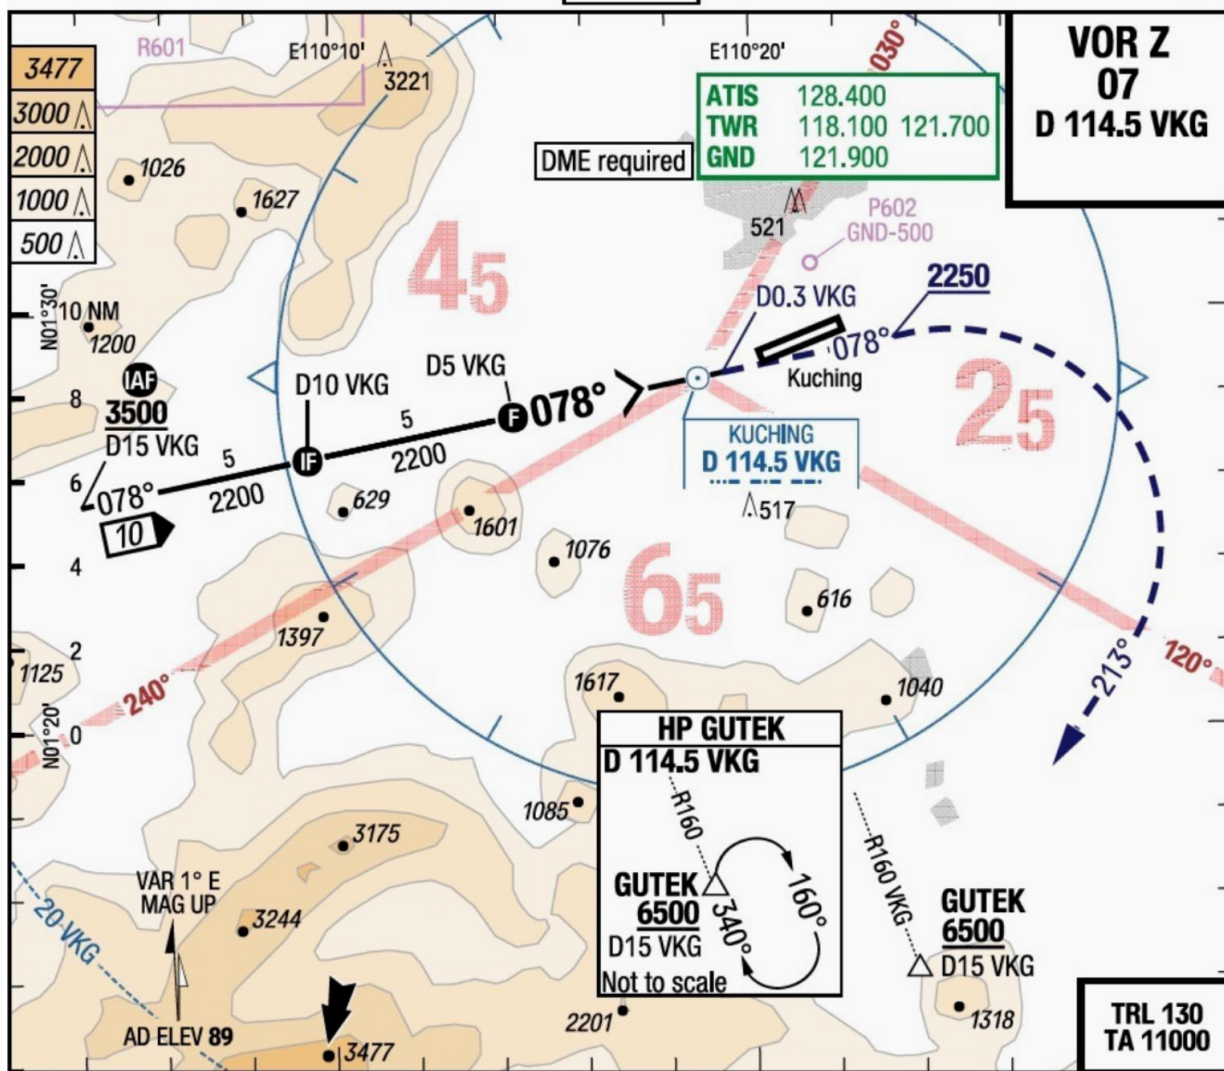 R601
E110°10'
E110°20'
030°
VOR Z
07
D 114.5 VKG
3477
3000
2000
1000
500
3221
ATIS 128.400
TWR 118.100 121.700
GND 121.900
DME required
1026
1627
521
P602
GND-500
45
N01°30'
10 NM
1200
D0.3 VKG
2250
IAF
3500
D15 VKG
D10 VKG
D5 VKG
F
078°
078°
Kuching
25
8
5
IF
5
2200
2200
6
078°
10
KUCHING
D 114.5 VKG
629
1601
517
4
1076
65
616
1397
2
1125
240°
1617
1040
213°
120°
N01°20'
0
HP GUTEK
D 114.5 VKG
R160
GUTEK
6500
D15 VKG
340°
160°
Not to scale
1085
3175
VAR 1° E
MAG UP
3244
20 VKG
R160 VKG
GUTEK
6500
D15 VKG
AD ELEV 89
3477
2201
1318
TRL 130
TA 11000